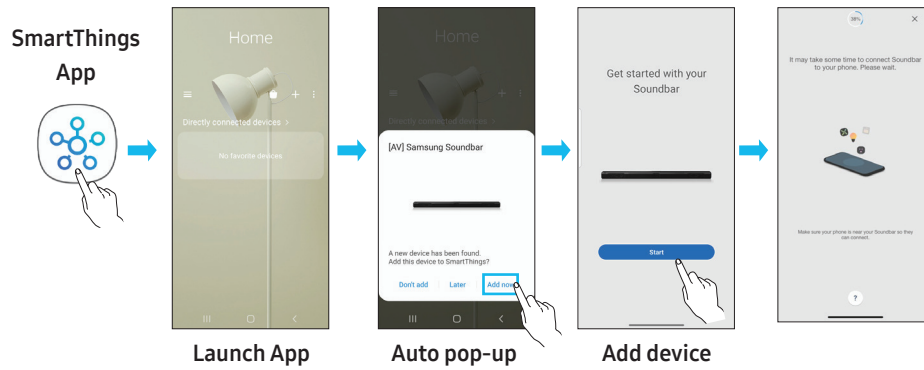 SmartThings
App
Home
Directly connected devices >
No favorite devices
Launch App
Home
Directly connected devices >
[AV] Samsung Soundbar
A new device has been found.
Add this device to SmartThings?
Don't add Later Add now
Auto pop-up
Get started with your
Soundbar
Start
Add device
38%
It may take some time to connect Soundbar
to your phone. Please wait.
Make sure your phone is near your Soundbar so they
can connect.
?